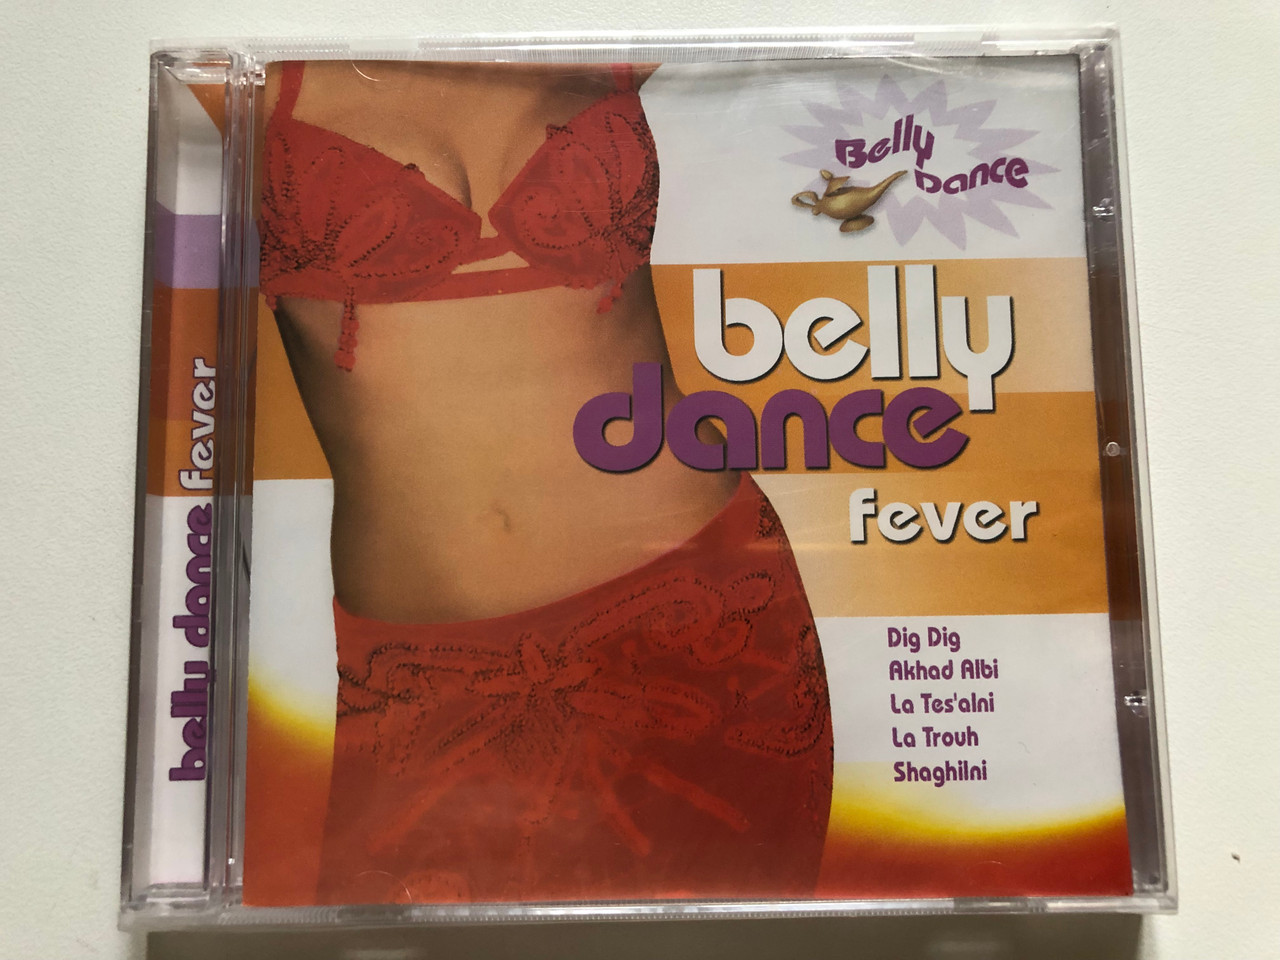 Belly
Dance
belly
dance
fever
Dig Dig
Akhad Albi
La Tes'alni
La Trouh
Shaghilni
belly dance fever